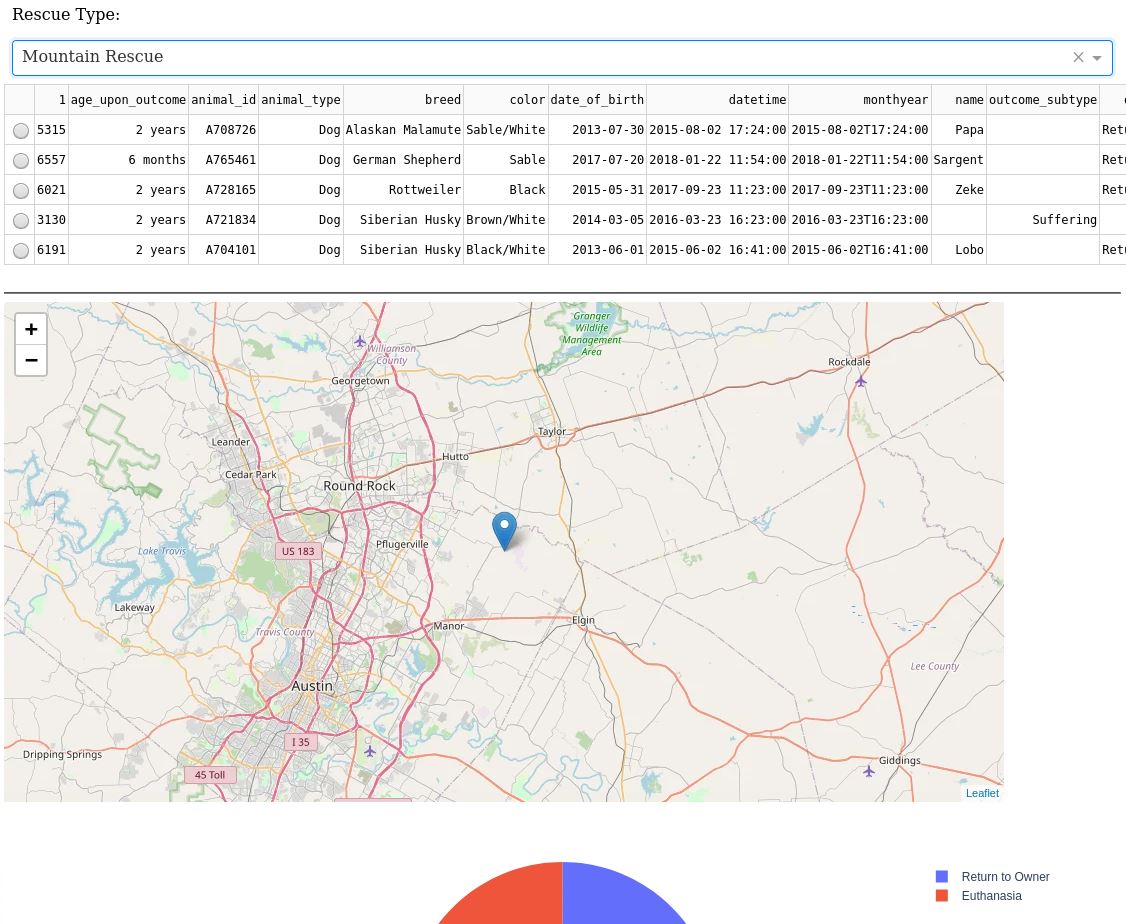 Rescue Type:
Mountain Rescue
1 age_upon_outcome animal_id animal_type breed color date_of_birth datetime monthyear name outcome_subtype
5315 2 years A708726 Dog Alaskan Malamute Sable/White 2013-07-30 2015-08-02 17:24:00 2015-08-02T17:24:00 Papa
6557 6 months A765461 Dog German Shepherd Sable 2017-07-20 2018-01-22 11:54:00 2018-01-22T11:54:00 Sargent
6021 2 years A728165 Dog Rottweiler Black 2015-05-31 2017-09-23 11:23:00 2017-09-23T11:23:00 Zeke
3130 2 years A721834 Dog Siberian Husky Brown/White 2014-03-05 2016-03-23 16:23:00 2016-03-23T16:23:00 Suffering
6191 2 years A704101 Dog Siberian Husky Black/White 2013-06-01 2015-06-02 16:41:00 2015-06-02T16:41:00 Lobo
+
−
Granger
Wildlife
Management
Area
Williamson
County
Rockdale
Georgetown
Taylor
Leander
Hutto
Cedar Park
Round Rock
Pflugerville
US 183
Lake Travis
Lakeway
Elgin
Manor
Travis County
Lee County
Austin
I 35
Dripping Springs
Giddings
45 Toll
Leaflet
Return to Owner
Euthanasia